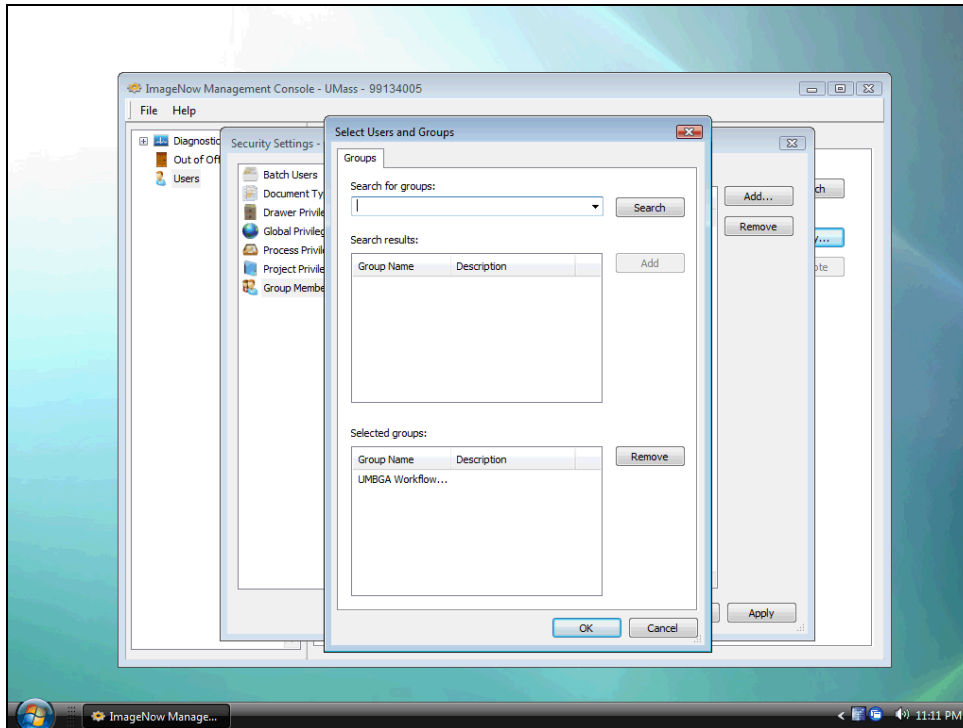 ImageNow Management Console - UMass - 99134005
File Help
Diagnostic
Out of Off
Users
Security Settings -
Batch Users
Document Ty
Drawer Privile
Global Privileg
Process Privile
Project Privile
Group Membe
Select Users and Groups
Groups
Search for groups:
Search
Search results:
Group Name Description
Add
Selected groups:
Group Name Description
UMBGA Workflow...
Remove
OK Cancel
Add...
Remove
Apply
ch
y...
ote
ImageNow Manage...
11:11 PM